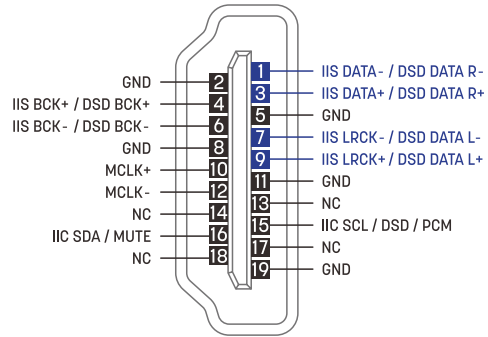 GND 2
IIS BCK+ / DSD BCK+ 4
IIS BCK- / DSD BCK- 6
GND 8
MCLK+ 10
MCLK- 12
NC 14
IIC SDA / MUTE 16
NC 18
1 IIS DATA- / DSD DATA R-
3 IIS DATA+ / DSD DATA R+
5 GND
7 IIS LRCK- / DSD DATA L-
9 IIS LRCK+ / DSD DATA L+
11 GND
13 NC
15 IIC SCL / DSD / PCM
17 NC
19 GND